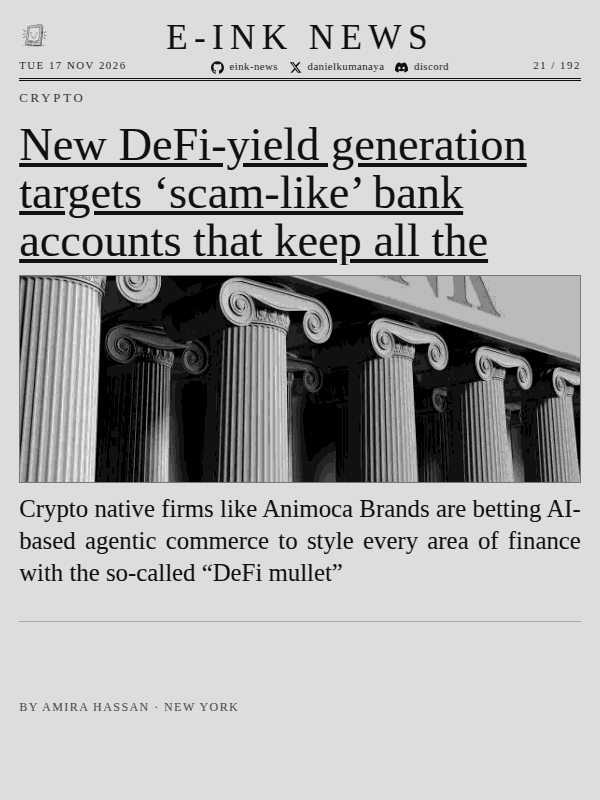 E-INK NEWS
TUE 17 NOV 2026
eink-news danielkumanaya discord
21 / 192
CRYPTO
New DeFi-yield generation
targets ‘scam-like’ bank
accounts that keep all the
NK
Crypto native firms like Animoca Brands are betting AI-
based agentic commerce to style every area of finance
with the so-called “DeFi mullet”
BY AMIRA HASSAN · NEW YORK